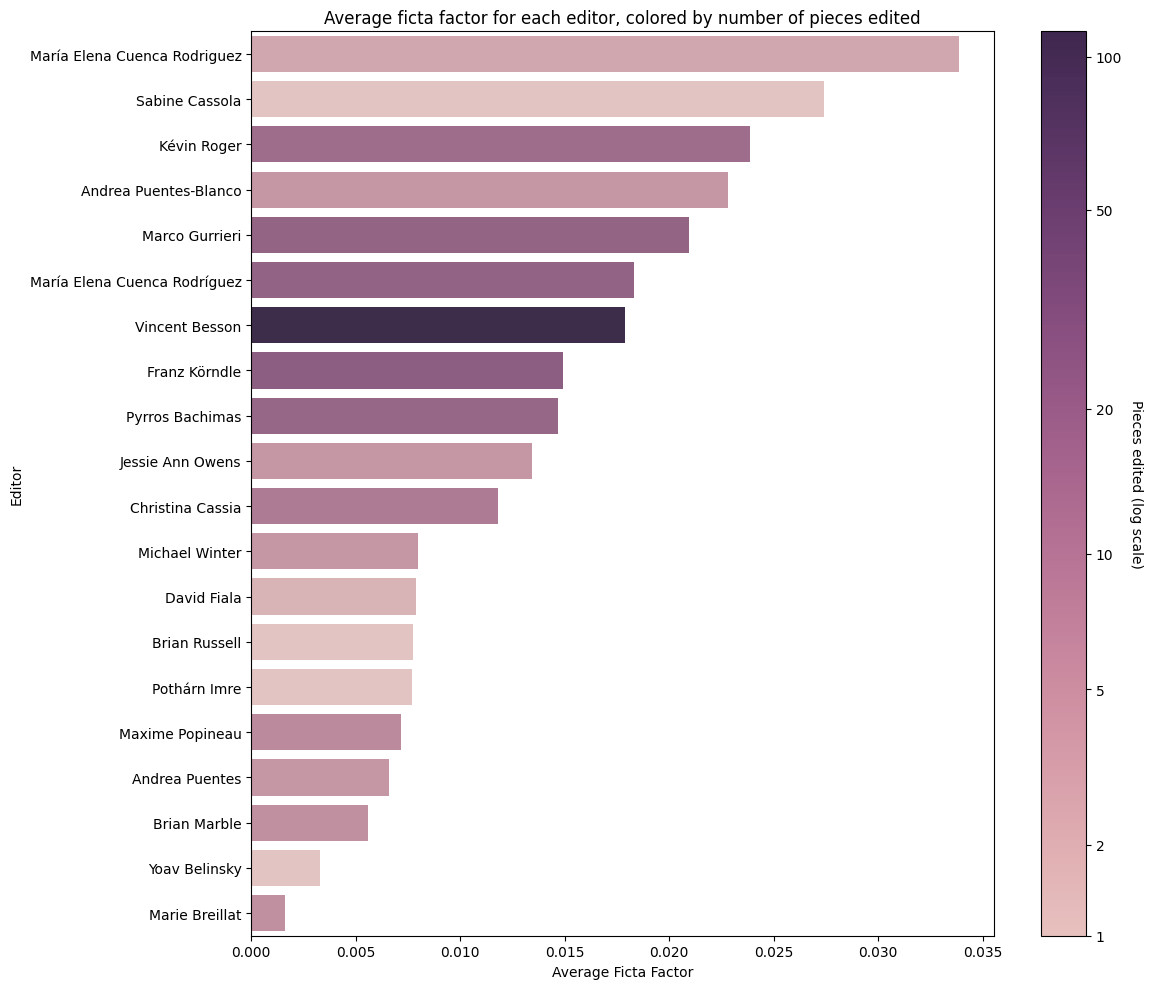 Average ficta factor for each editor, colored by number of pieces edited
Editor
María Elena Cuenca Rodriguez
Sabine Cassola
Kévin Roger
Andrea Puentes-Blanco
Marco Gurrieri
María Elena Cuenca Rodríguez
Vincent Besson
Franz Körndle
Pyrros Bachimas
Jessie Ann Owens
Christina Cassia
Michael Winter
David Fiala
Brian Russell
Pothárn Imre
Maxime Popineau
Andrea Puentes
Brian Marble
Yoav Belinsky
Marie Breillat
0.000 0.005 0.010 0.015 0.020 0.025 0.030 0.035
Average Ficta Factor
100
50
20
10
5
2
1
Pieces edited (log scale)